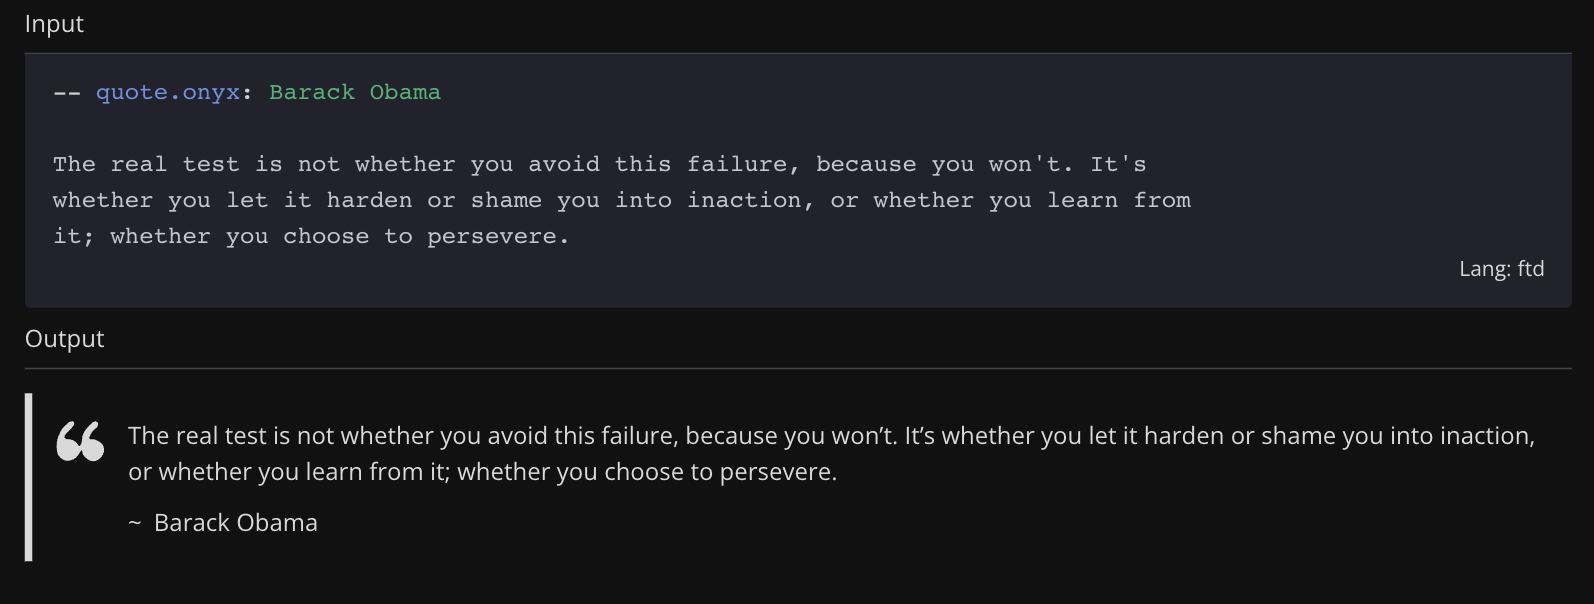 Input
-- quote.onyx: Barack Obama
The real test is not whether you avoid this failure, because you won't. It's
whether you let it harden or shame you into inaction, or whether you learn from
it; whether you choose to persevere.
Lang: ftd
Output
❝ The real test is not whether you avoid this failure, because you won’t. It’s whether you let it harden or shame you into inaction,
or whether you learn from it; whether you choose to persevere.
~ Barack Obama